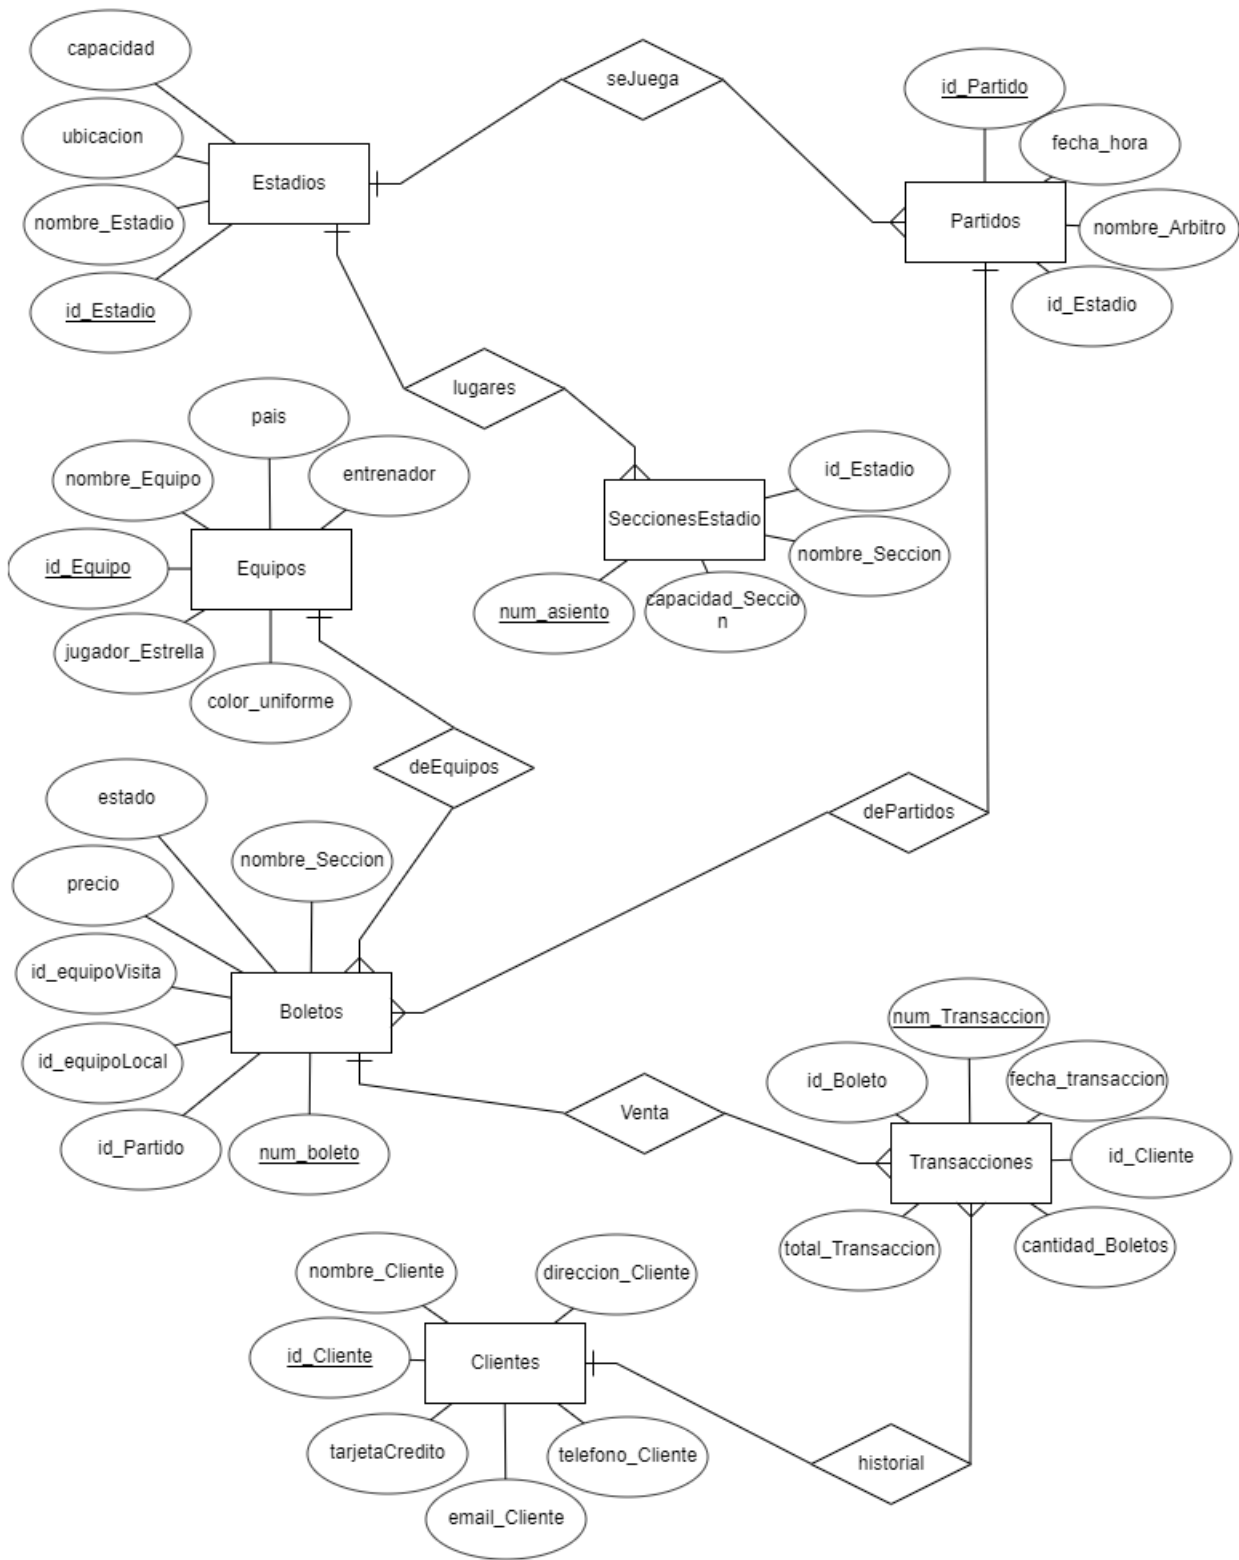 capacidad
seJuega
id_Partido
ubicacion
fecha_hora
Estadios
Partidos
nombre_Estadio
nombre_Arbitro
id_Estadio
id_Estadio
lugares
pais
nombre_Equipo
entrenador
id_Estadio
SeccionesEstadio
nombre_Seccion
id_Equipo
Equipos
num_asiento
capacidad_Seccio
n
jugador_Estrella
color_uniforme
deEquipos
estado
dePartidos
nombre_Seccion
precio
id_equipoVisita
Boletos
num_Transaccion
id_equipoLocal
id_Boleto
fecha_transaccion
Venta
id_Partido
num_boleto
Transacciones
id_Cliente
total_Transaccion
cantidad_Boletos
nombre_Cliente
direccion_Cliente
id_Cliente
Clientes
tarjetaCredito
telefono_Cliente
historial
email_Cliente